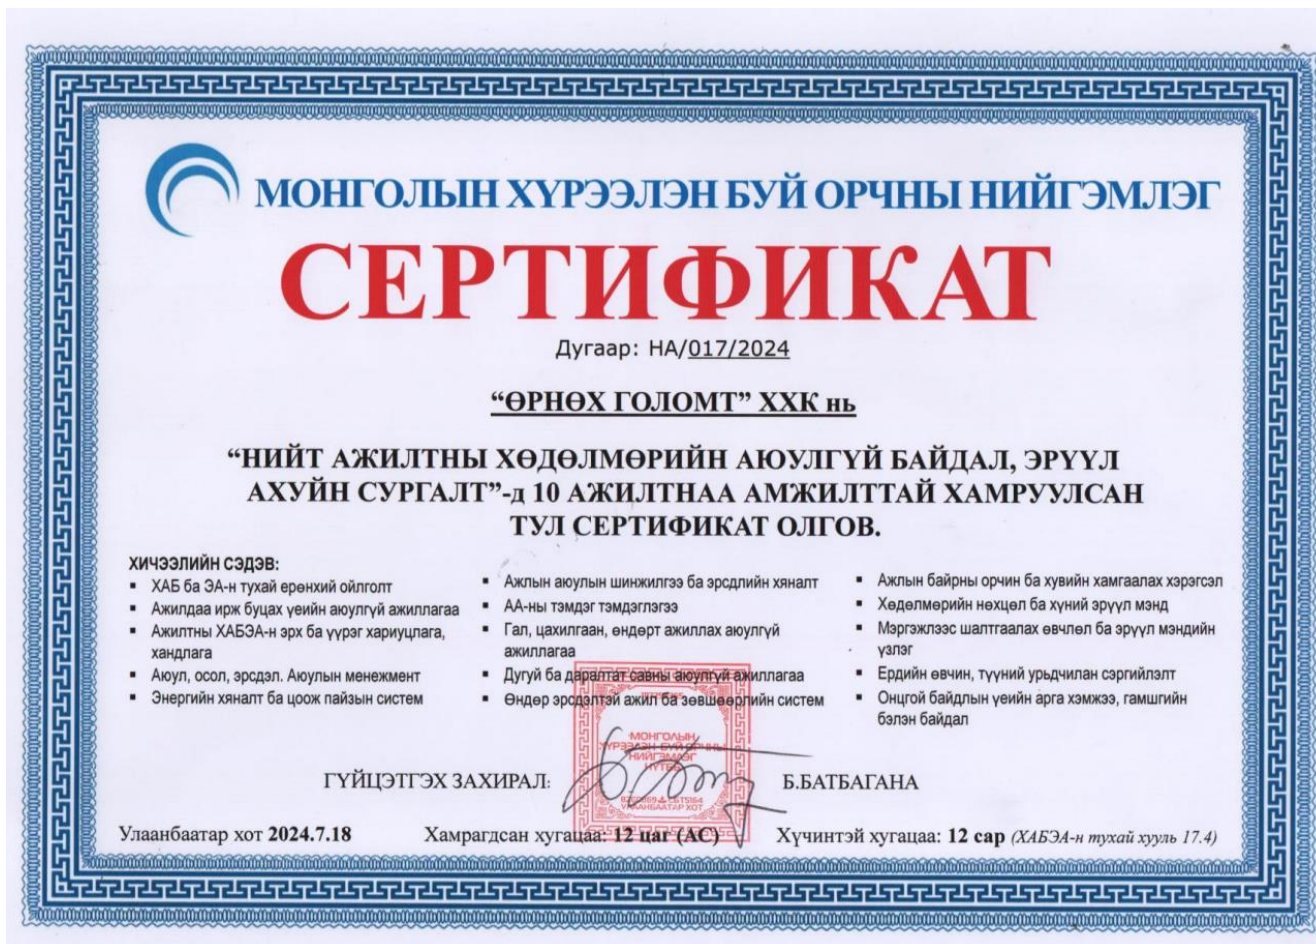 МОНГОЛЫН ХҮРЭЭЛЭН БУЙ ОРЧНЫ НИЙГЭМЛЭГ
СЕРТИФИКАТ
Дугаар: НА/017/2024
“ӨРНӨХ ГОЛОМТ” ХХК нь
“НИЙТ АЖИЛТНЫ ХӨДӨЛМӨРИЙН АЮУЛГҮЙ БАЙДАЛ, ЭРҮҮЛ
АХУЙН СУРГАЛТ”-д 10 АЖИЛТНАА АМЖИЛТТАЙ ХАМРУУЛСАН
ТУЛ СЕРТИФИКАТ ОЛГОВ.
ХИЧЭЭЛИЙН СЭДЭВ:
▪ ХАБ ба ЭА-н тухай ерөнхий ойлголт
▪ Ажилдаа ирж буцах үеийн аюулгүй ажиллагаа
▪ Ажилтны ХАБЭА-н эрх ба үүрэг хариуцлага,
хандлага
▪ Аюул, осол, эрсдэл. Аюулын менежмент
▪ Энергийн хяналт ба цоож пайзын систем
▪ Ажлын аюулын шинжилгээ ба эрсдлийн хяналт
▪ АА-ны тэмдэг тэмдэглэгээ
▪ Гал, цахилгаан, өндөрт ажиллах аюулгүй
ажиллагаа
▪ Дугуй ба даралтат савны аюулгүй ажиллагаа
▪ Өндөр эрсдэлтэй ажил ба зөвшөөрлийн систем
▪ Ажлын байрны орчин ба хувийн хамгаалах хэрэгсэл
▪ Хөдөлмөрийн нөхцөл ба хүний эрүүл мэнд
▪ Мэргэжлээс шалтгаалах өвчлөл ба эрүүл мэндийн
үзлэг
▪ Ердийн өвчин, түүний урьдчилан сэргийлэлт
▪ Онцгой байдлын үеийн арга хэмжээ, гамшгийн
бэлэн байдал
МОНГОЛЫН
ХҮРЭЭЛЭН БУЙ ОРЧНЫ
НИЙГЭМЛЭГ
УЛААНБААТАР ХОТ
ГҮЙЦЭТГЭХ ЗАХИРАЛ: Б.БАТБАГАНА
Улаанбаатар хот 2024.7.18 Хамрагдсан хугацаа: 12 цаг (АС) Хүчинтэй хугацаа: 12 сар (ХАБЭА-н тухай хууль 17.4)